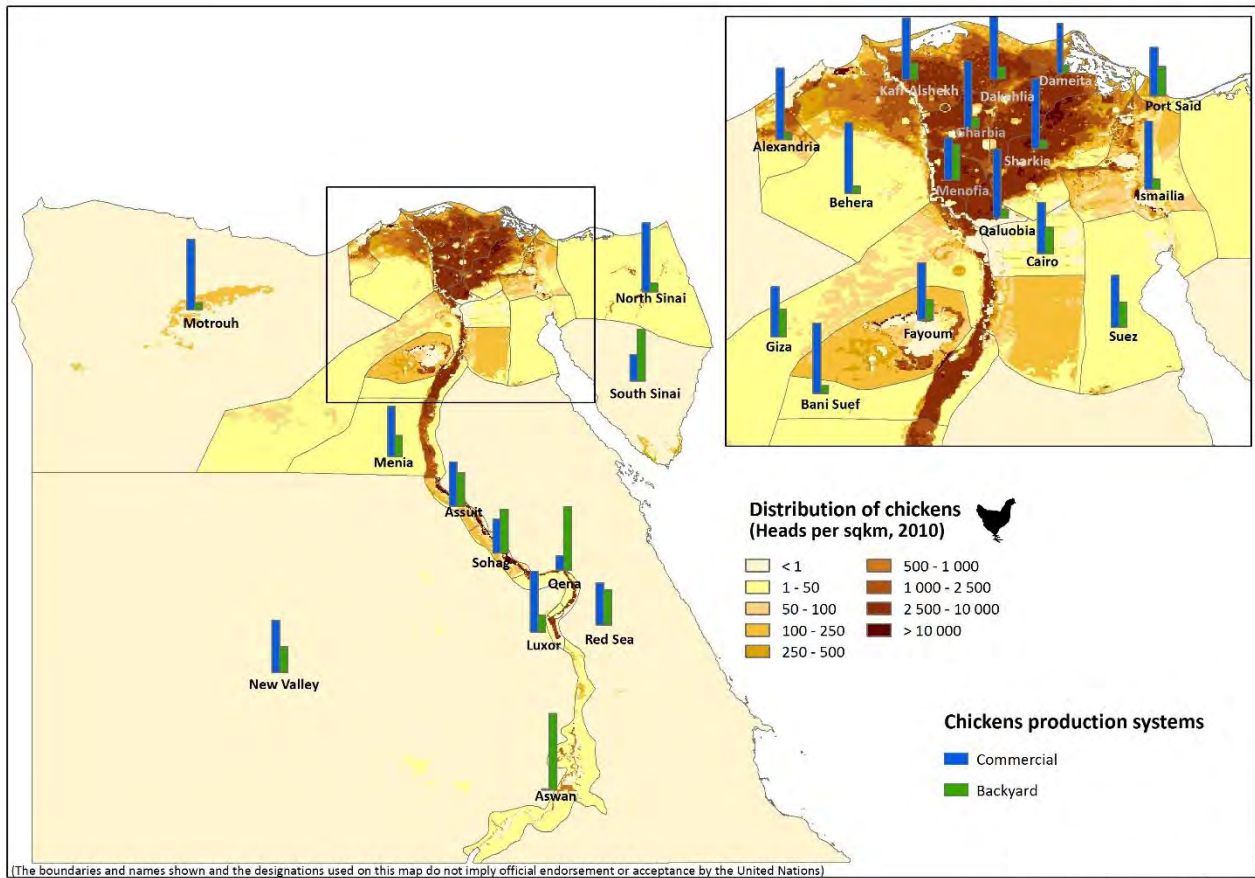 Kafr-Alshekh
Dakahlia
Dameita
Port Said
Alexandria
Gharbia
Sharkia
Behera
Menofia
Ismailia
Qaluobia
Cairo
Giza
Fayoum
Suez
Bani Suef
Motrouh
North Sinai
South Sinai
Menia
Assuit
Sohag
Qena
Luxor
Red Sea
New Valley
Aswan
Distribution of chickens
(Heads per sqkm, 2010)
< 1
1 - 50
50 - 100
100 - 250
250 - 500
500 - 1 000
1 000 - 2 500
2 500 - 10 000
> 10 000
Chickens production systems
Commercial
Backyard
(The boundaries and names shown and the designations used on this map do not imply official endorsement or acceptance by the United Nations)